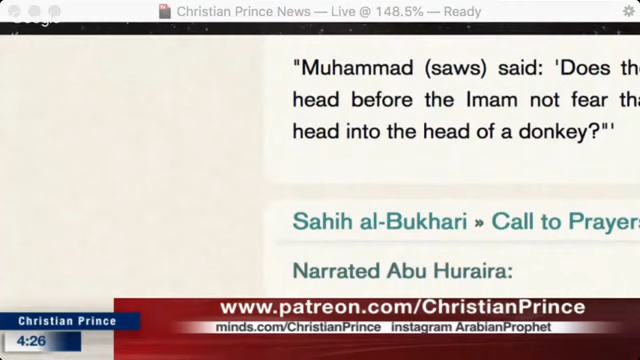 Christian Prince News — Live @ 148.5% — Ready
"Muhammad (saws) said: 'Does the
head before the Imam not fear tha
head into the head of a donkey?"'
Sahih al-Bukhari » Call to Prayers
Narrated Abu Huraira:
www.patreon.com/ChristianPrince
Christian Prince
minds.com/ChristianPrince instagram ArabianProphet
4:26